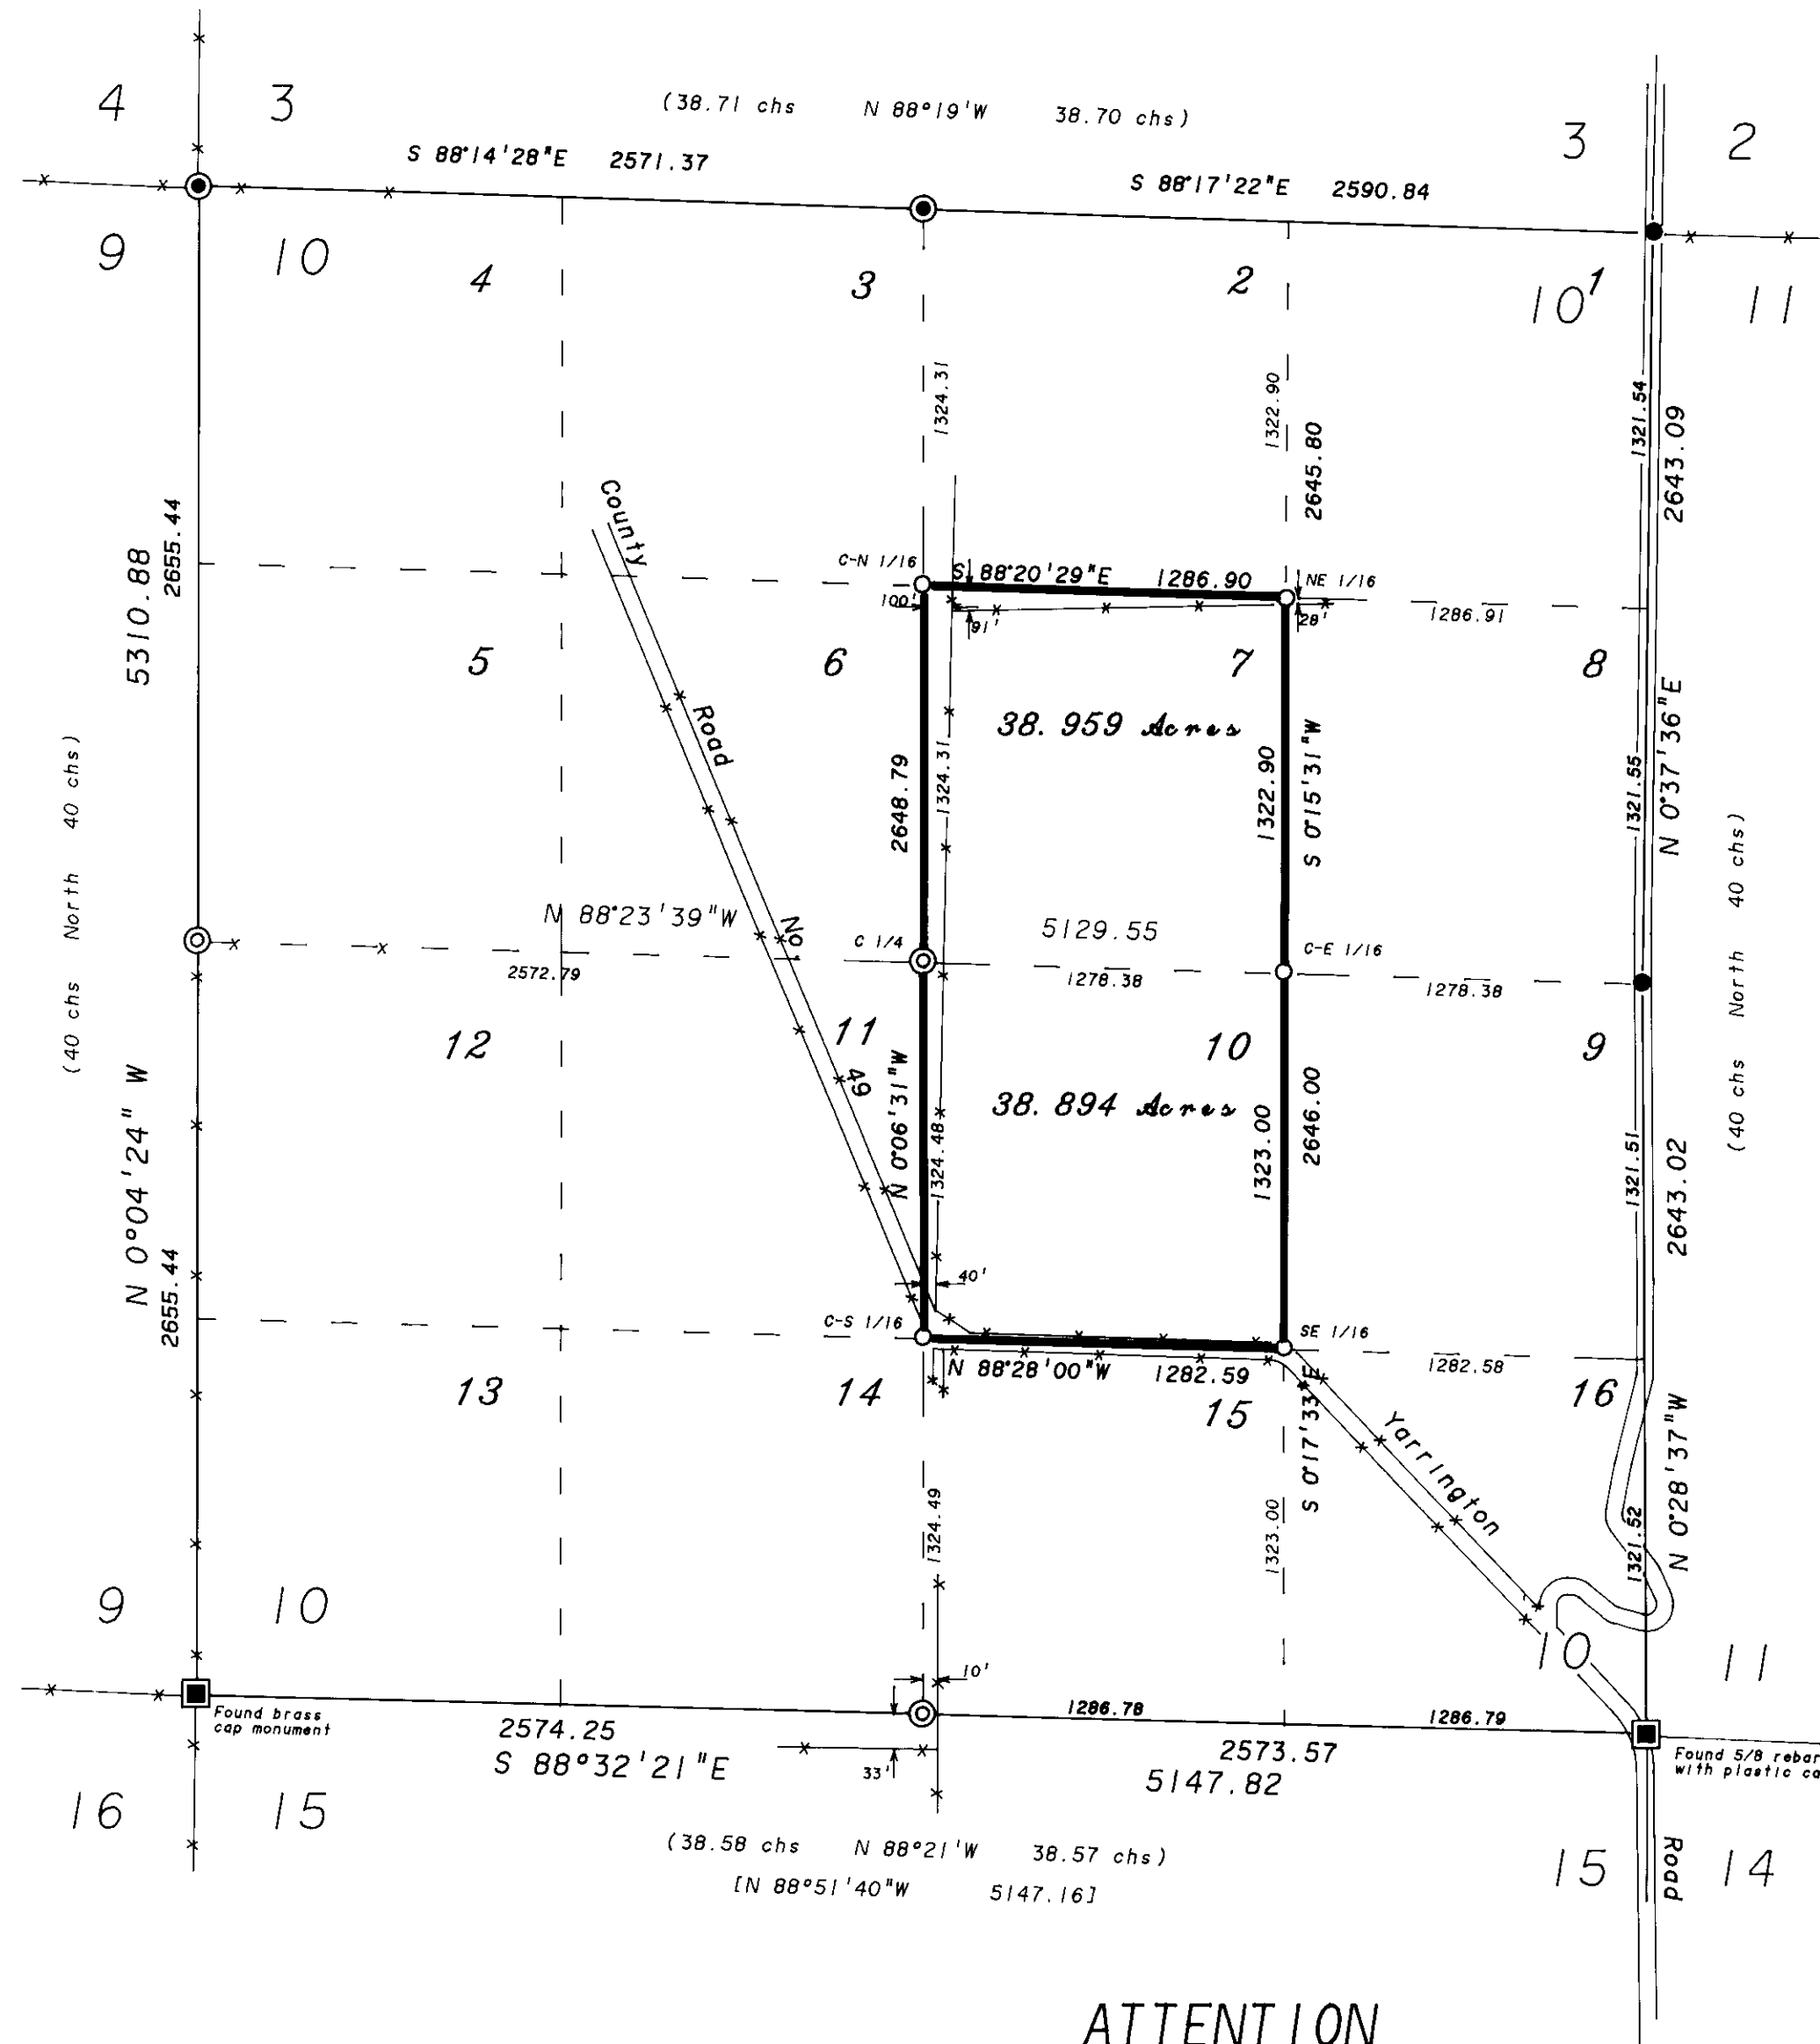 4 3
(38.71 chs N 88°19'W 38.70 chs)
3 2
S 88°14'28"E 2571.37
S 88°17'22"E 2590.84
9 10
4
3
2
10 1
11
1324.31
1322.90
2645.80
1321.54
2643.09
County
5310.88
2655.44
C-N 1/16
S 88°20'29"E 1286.90
NE 1/16
100'
91'
28'
1286.91
5
6
7
8
38.959 Acres
Road
(40 chs North 40 chs)
2648.79
1324.31
1322.90
S 0°15'31"W
1321.55
N 0°37'36"E
(40 chs North 40 chs)
N 88°23'39"W
No.
5129.55
C 1/4
C-E 1/16
2572.79
1278.38
1278.38
12
11
10
9
49
38.894 Acres
N 0°04'24" W
2655.44
N 0°06'31"W
1324.48
1323.00
2646.00
1321.51
2643.02
40'
C-S 1/16
SE 1/16
N 88°28'00"W 1282.59
1282.58
13
14
15
16
S 0°17'33"E
Yarrington
N 0°28'37"W
1324.49
1323.00
1321.52
9 10
10 11
10'
Found brass
cap monument
2574.25
S 88°32'21"E
1286.78
1286.79
2573.57
5147.82
33'
Found 5/8 rebar
with plastic ca
16 15
(38.58 chs N 88°21'W 38.57 chs)
[N 88°51'40"W 5147.16]
15 14
Road
ATTENTION